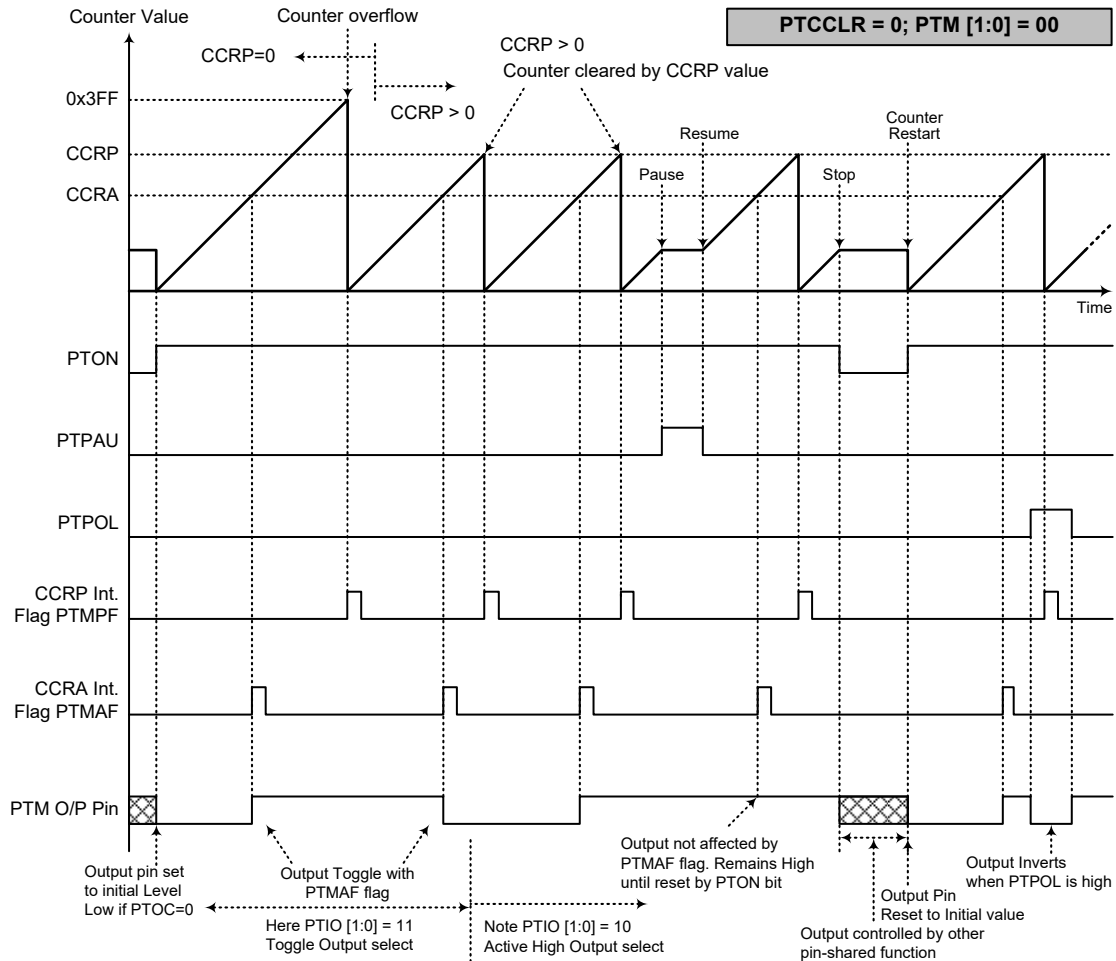 Counter Value
Counter overflow
PTCCLR = 0; PTM [1:0] = 00
CCRP=0
CCRP > 0
CCRP > 0
Counter cleared by CCRP value
0x3FF
CCRP
CCRA
Pause
Resume
Stop
Counter
Restart
Time
PTON
PTPAU
PTPOL
CCRP Int.
Flag PTMPF
CCRA Int.
Flag PTMAF
PTM O/P Pin
Output pin set
to initial Level
Low if PTOC=0
Output Toggle with
PTMAF flag
Here PTIO [1:0] = 11
Toggle Output select
Note PTIO [1:0] = 10
Active High Output select
Output not affected by
PTMAF flag. Remains High
until reset by PTON bit
Output Pin
Reset to Initial value
Output controlled by other
pin-shared function
Output Inverts
when PTPOL is high